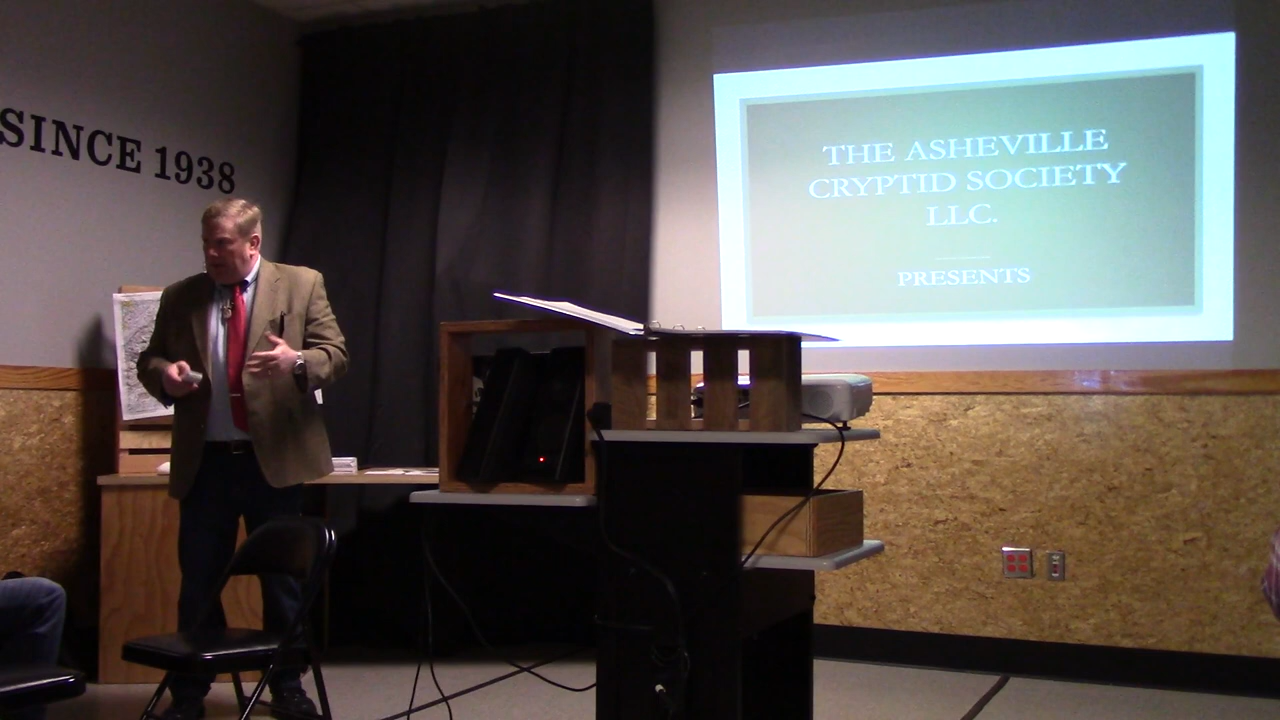 SINCE 1938
THE ASHEVILLE
CRYPTID SOCIETY
LLC.
PRESENTS